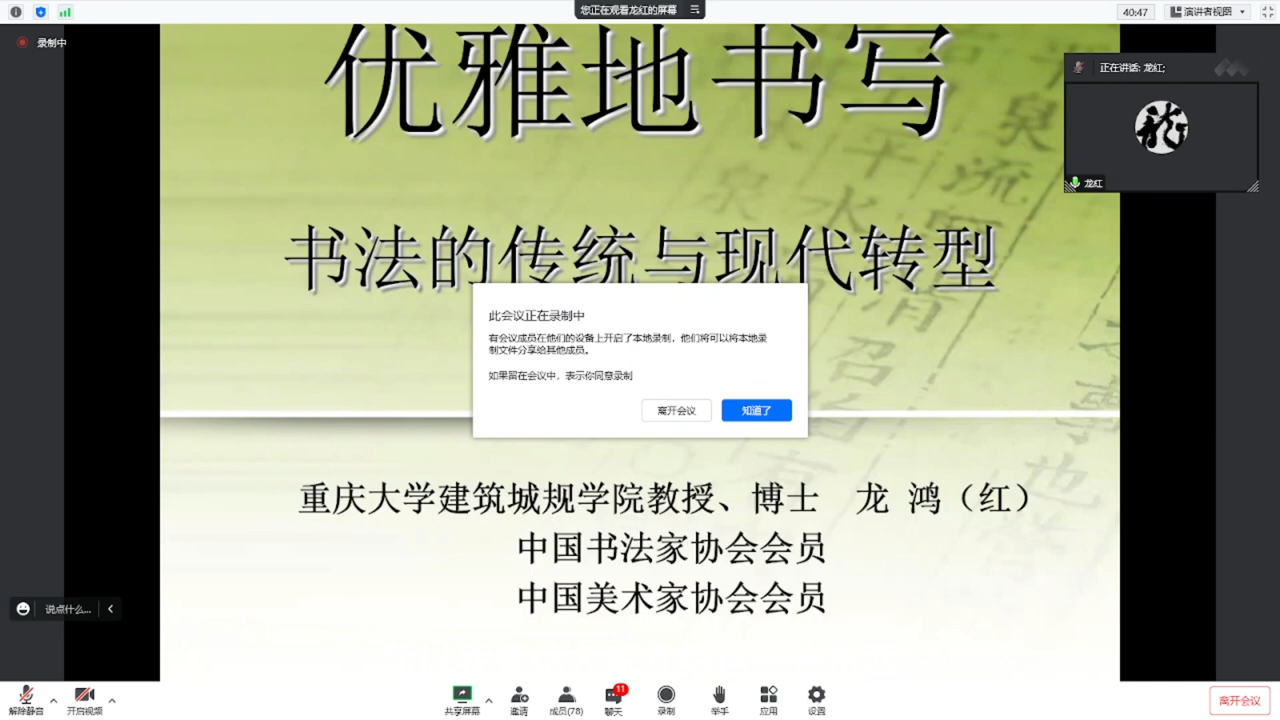 您正在观看龙红的屏幕
40:47
演讲者视图
录制中
正在讲话: 龙红;
龙
龙红
优雅地书写
书法的传统与现代转型
此会议正在录制中
有会议成员在他们的设备上开启了本地录制，他们将可以将本地录
制文件分享给其他成员。
如果留在会议中，表示你同意录制
离开会议
知道了
重庆大学建筑城规学院教授、博士 龙 鸿（红）
中国书法家协会会员
中国美术家协会会员
说点什么...
解除静音
开启视频
共享屏幕
邀请
成员(78)
11
聊天
录制
举手
应用
设置
离开会议